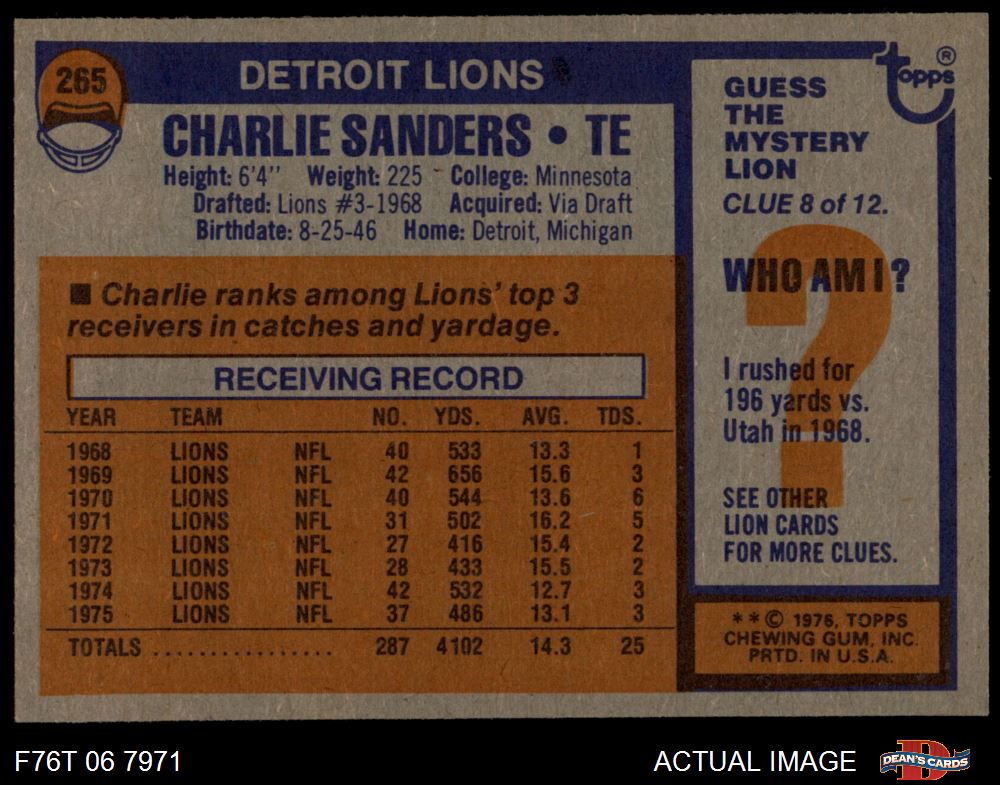 265
DETROIT LIONS
CHARLIE SANDERS • TE
Height: 6'4'' Weight: 225 College: Minnesota
Drafted: Lions #3-1968 Acquired: Via Draft
Birthdate: 8-25-46 Home: Detroit, Michigan
■ Charlie ranks among Lions' top 3
receivers in catches and yardage.
RECEIVING RECORD
YEAR TEAM NO. YDS. AVG. TDS.
1968 LIONS NFL 40 533 13.3 1
1969 LIONS NFL 42 656 15.6 3
1970 LIONS NFL 40 544 13.6 6
1971 LIONS NFL 31 502 16.2 5
1972 LIONS NFL 27 416 15.4 2
1973 LIONS NFL 28 433 15.5 2
1974 LIONS NFL 42 532 12.7 3
1975 LIONS NFL 37 486 13.1 3
TOTALS ................ 287 4102 14.3 25
topps ®
GUESS
THE
MYSTERY
LION
CLUE 8 of 12.
?
WHO AM I?
I rushed for
196 yards vs.
Utah in 1968.
SEE OTHER
LION CARDS
FOR MORE CLUES.
* * © 1976, TOPPS
CHEWING GUM, INC.
PRTD. IN U.S.A.
F76T 06 7971
ACTUAL IMAGE
D
DEAN'S CARDS